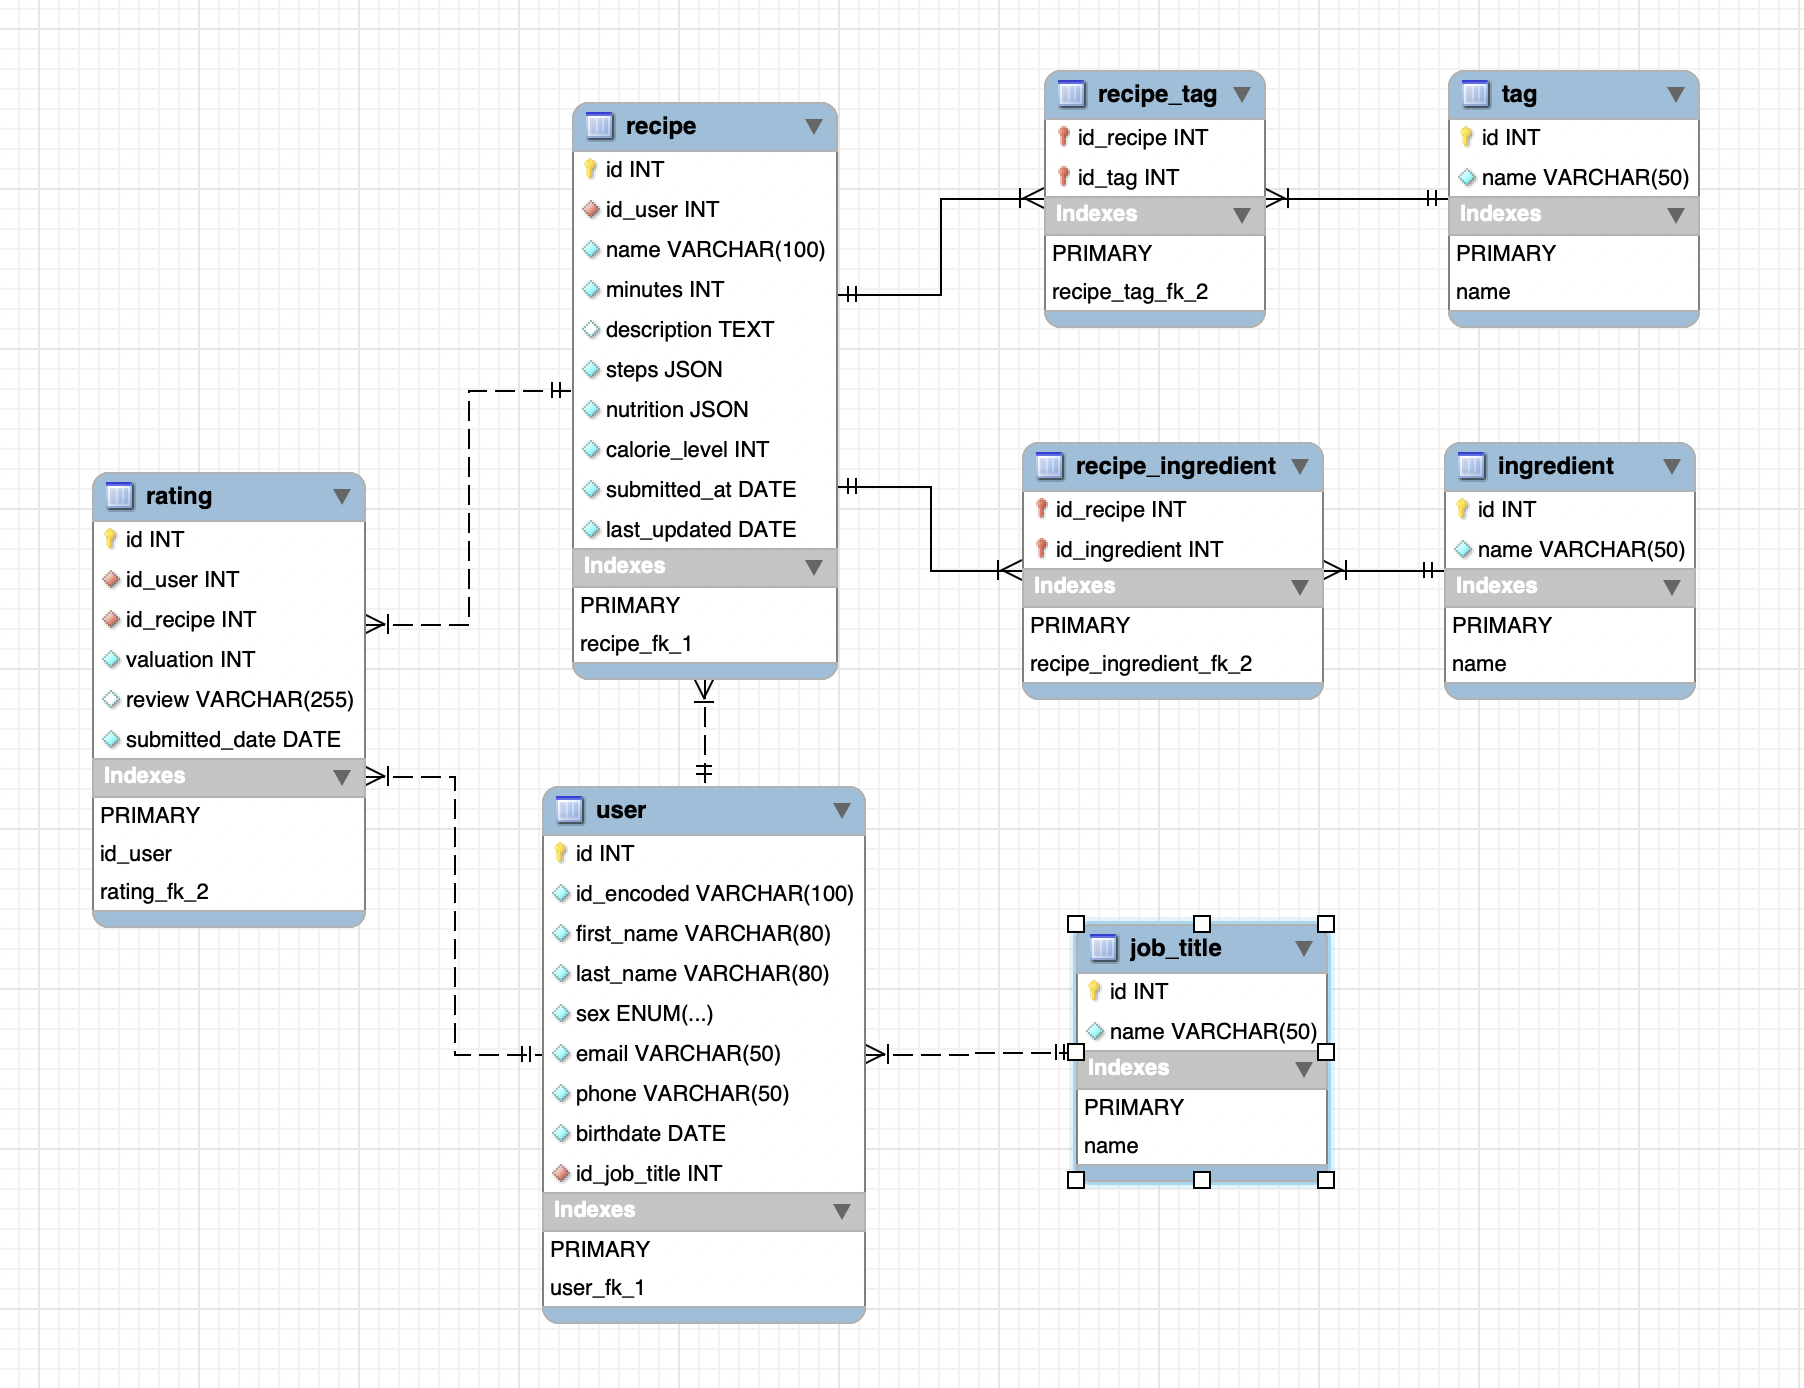 recipe
id INT
id_user INT
name VARCHAR(100)
minutes INT
description TEXT
steps JSON
nutrition JSON
calorie_level INT
submitted_at DATE
last_updated DATE
Indexes
PRIMARY
recipe_fk_1
recipe_tag
id_recipe INT
id_tag INT
Indexes
PRIMARY
recipe_tag_fk_2
tag
id INT
name VARCHAR(50)
Indexes
PRIMARY
name
rating
id INT
id_user INT
id_recipe INT
valuation INT
review VARCHAR(255)
submitted_date DATE
Indexes
PRIMARY
id_user
rating_fk_2
recipe_ingredient
id_recipe INT
id_ingredient INT
Indexes
PRIMARY
recipe_ingredient_fk_2
ingredient
id INT
name VARCHAR(50)
Indexes
PRIMARY
name
user
id INT
id_encoded VARCHAR(100)
first_name VARCHAR(80)
last_name VARCHAR(80)
sex ENUM(...)
email VARCHAR(50)
phone VARCHAR(50)
birthdate DATE
id_job_title INT
Indexes
PRIMARY
user_fk_1
job_title
id INT
name VARCHAR(50)
Indexes
PRIMARY
name